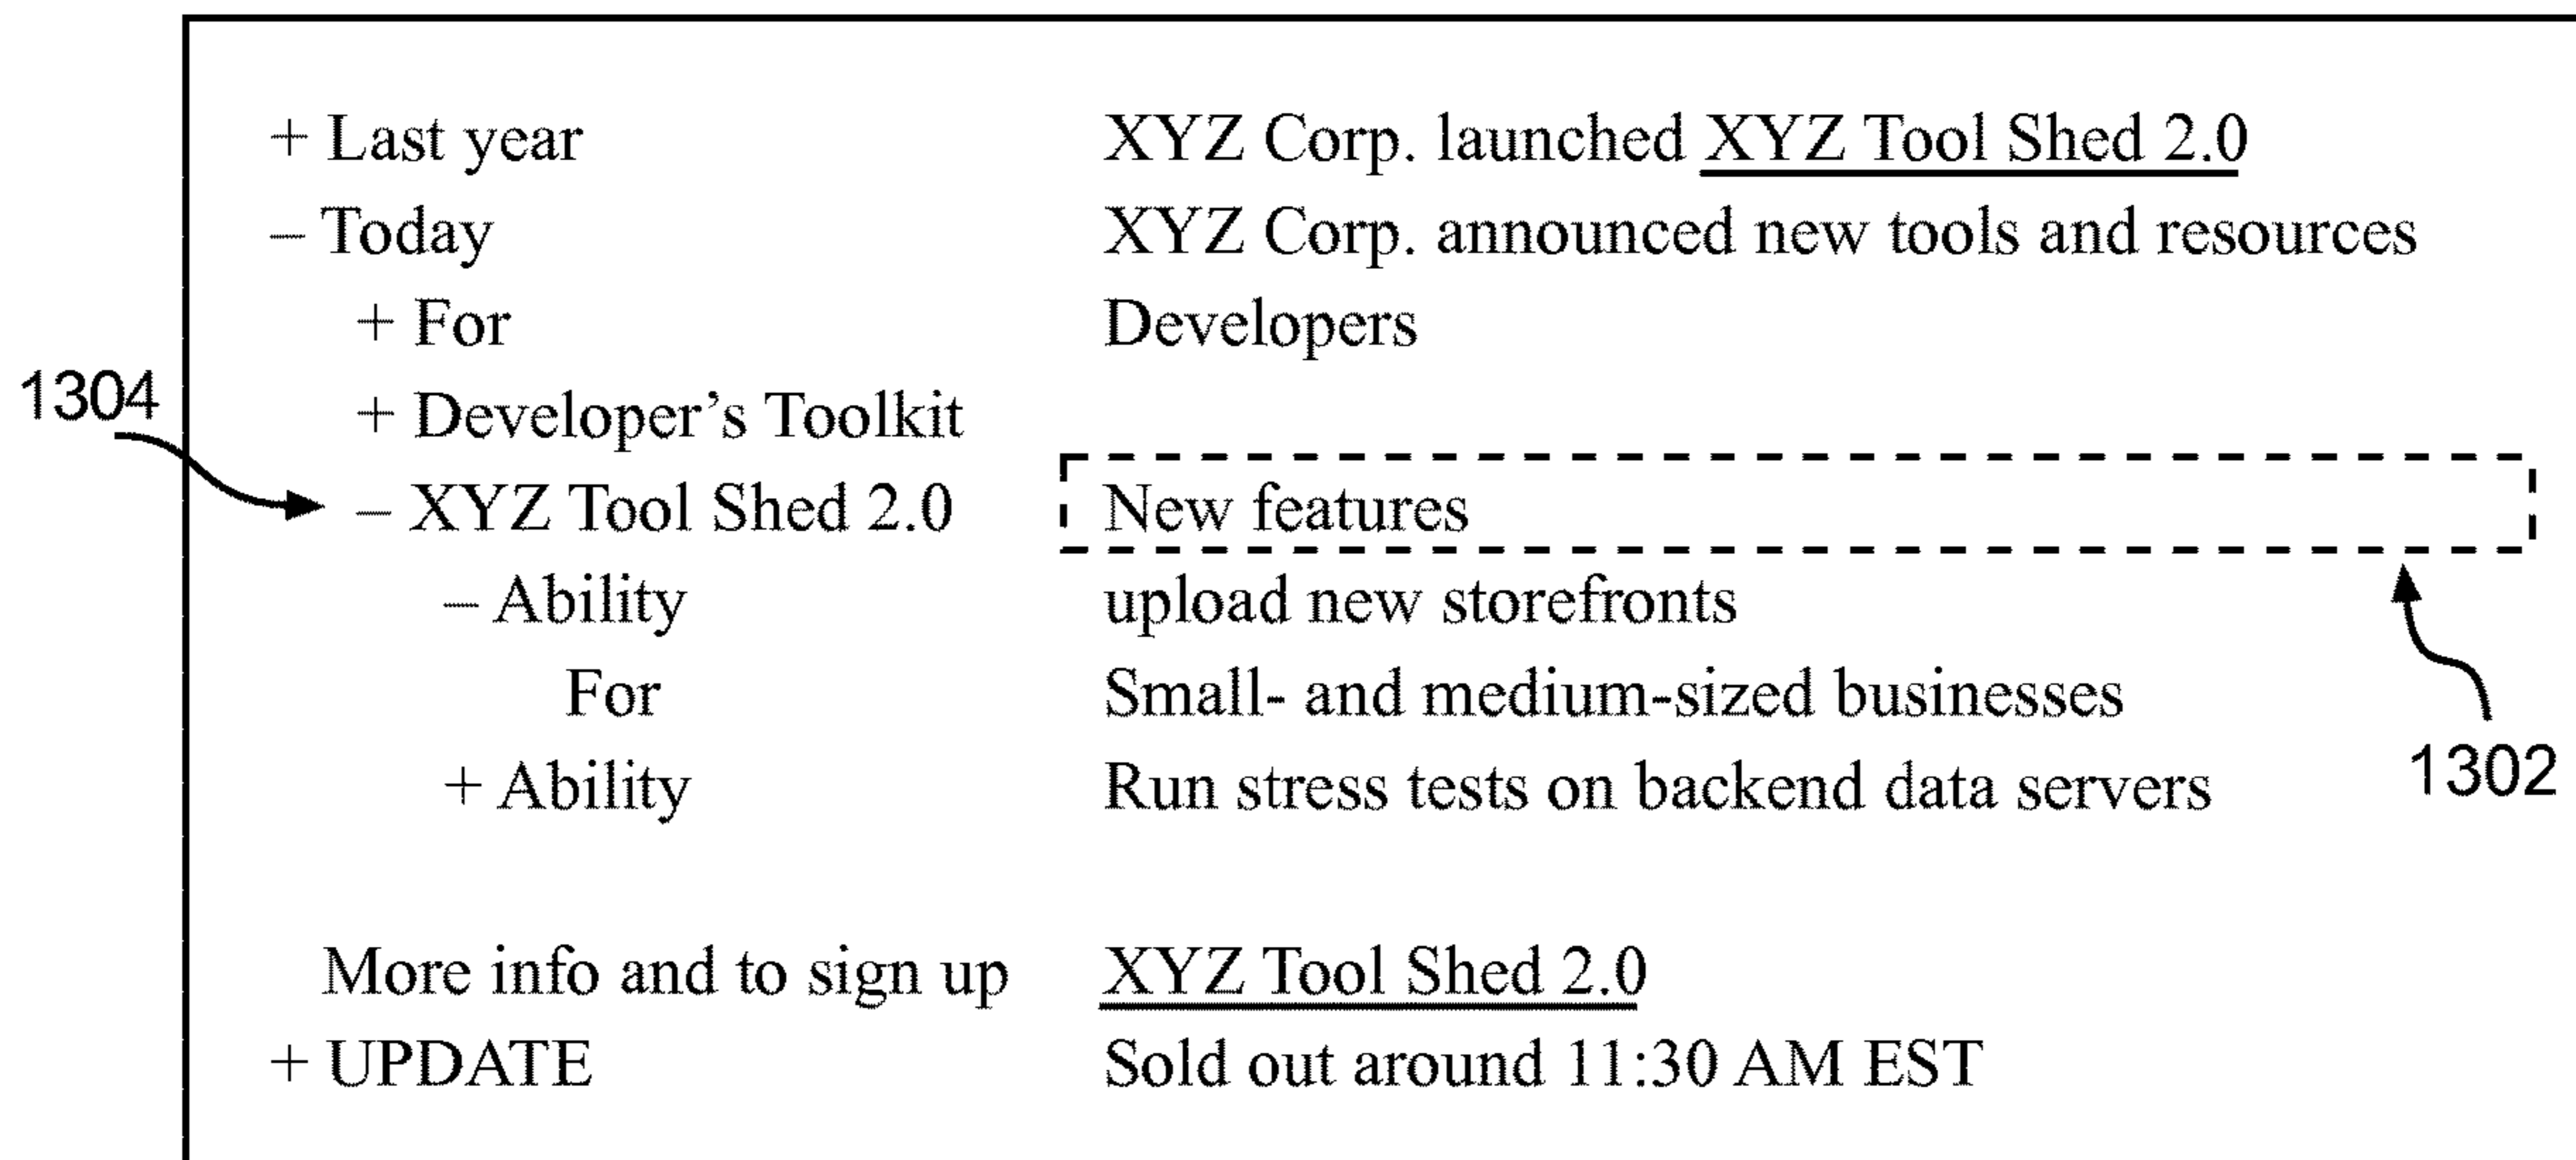 + Last year XYZ Corp. launched XYZ Tool Shed 2.0
– Today XYZ Corp. announced new tools and resources
+ For Developers
1304
+ Developer’s Toolkit
– XYZ Tool Shed 2.0 New features
– Ability upload new storefronts
For Small- and medium-sized businesses
+ Ability Run stress tests on backend data servers
1302
More info and to sign up XYZ Tool Shed 2.0
+ UPDATE Sold out around 11:30 AM EST